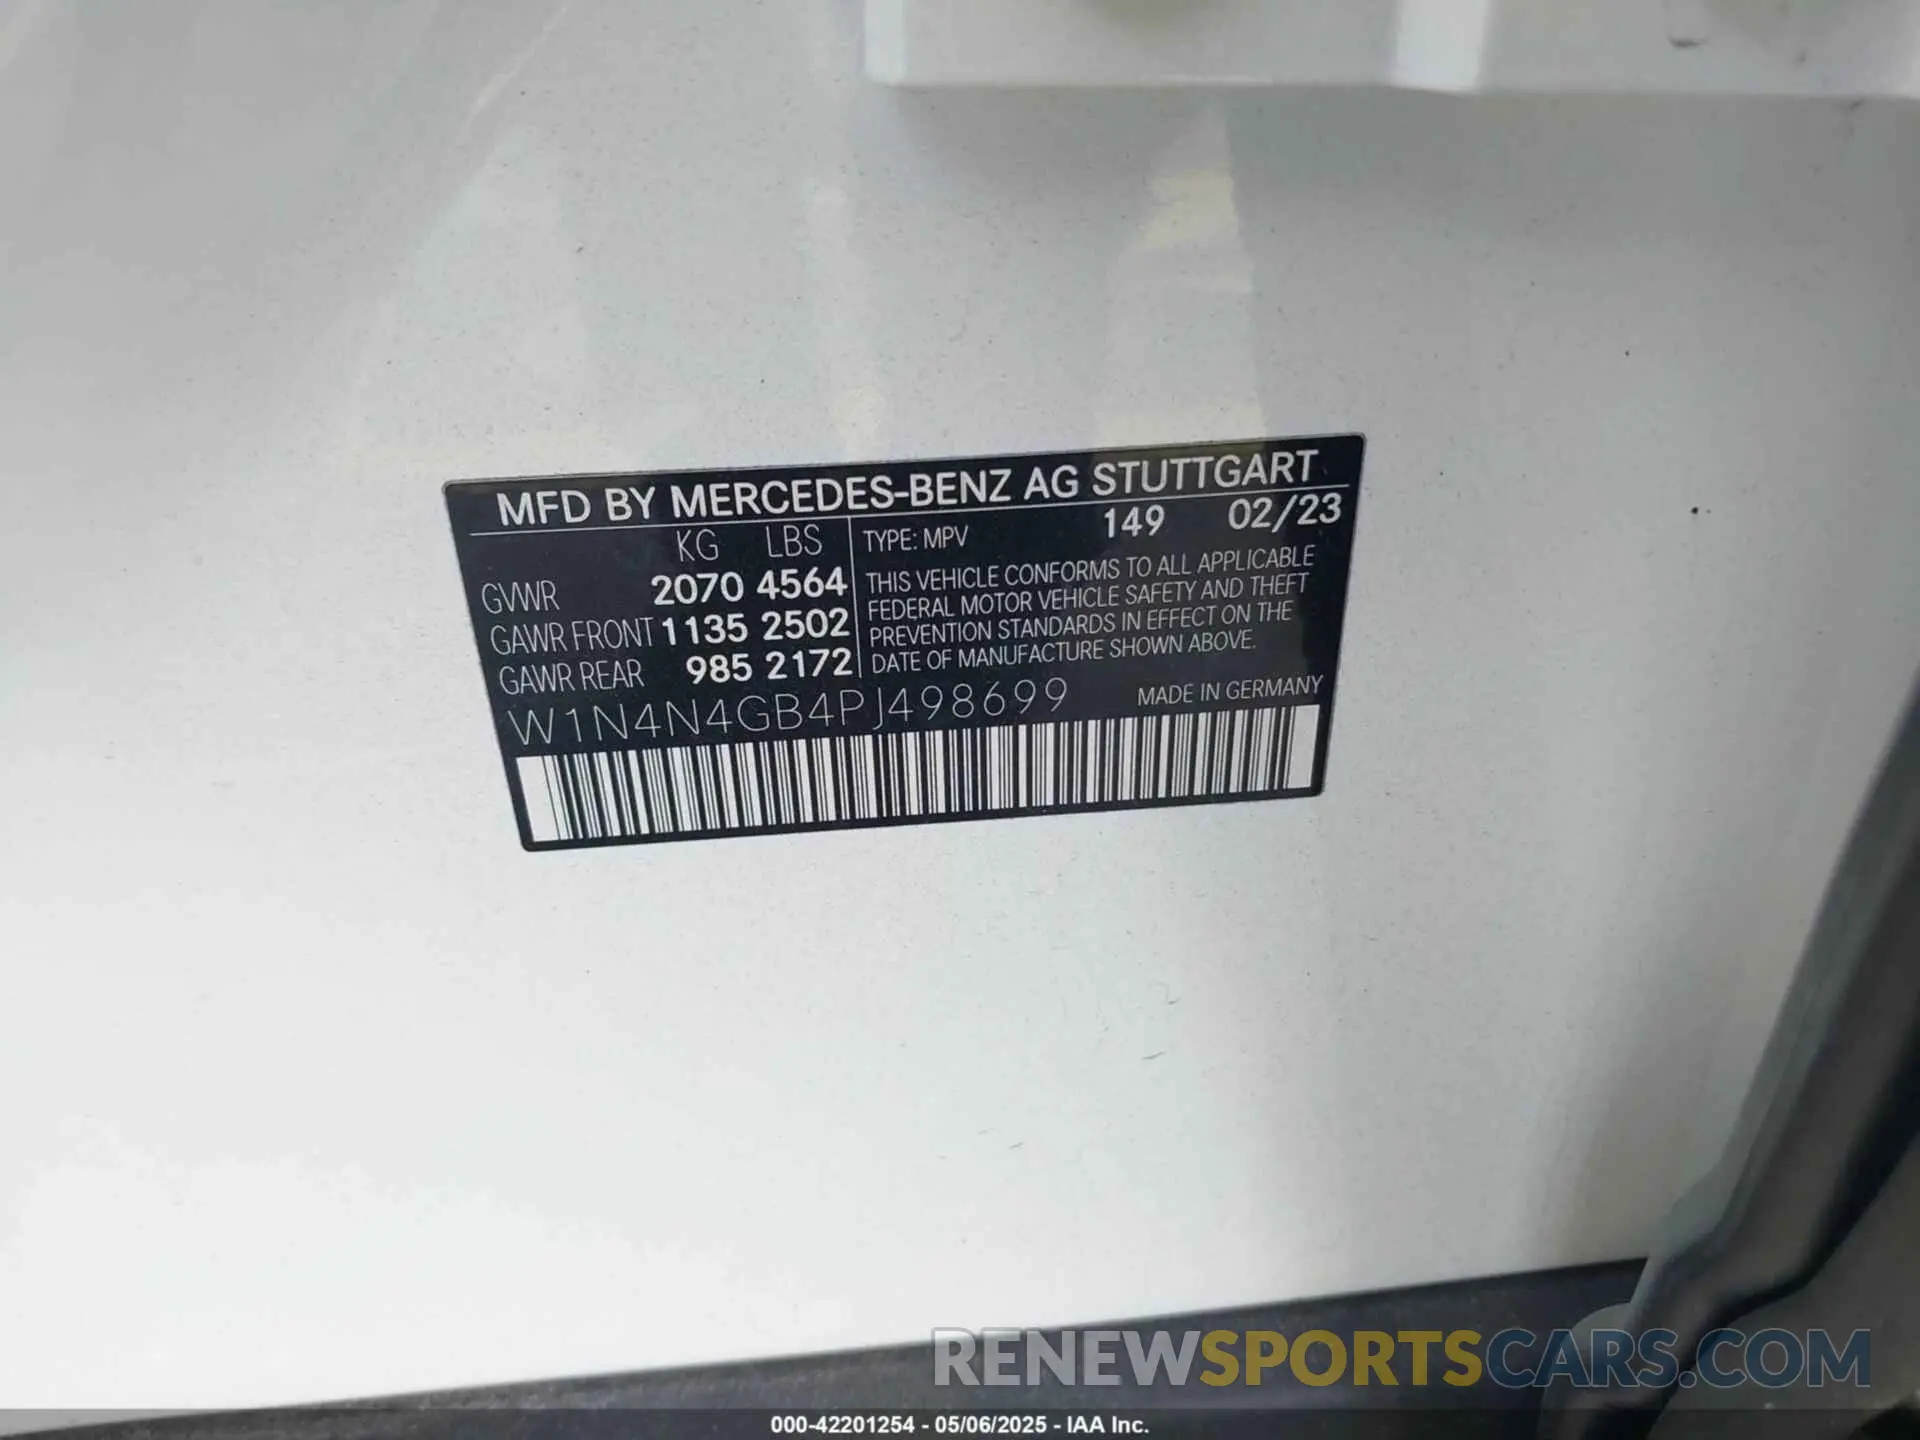 MFD BY MERCEDES-BENZ AG STUTTGART
KG LBS
GVWR 2070 4564
GAWR FRONT 1135 2502
GAWR REAR 985 2172
TYPE: MPV 149 02/23
THIS VEHICLE CONFORMS TO ALL APPLICABLE
FEDERAL MOTOR VEHICLE SAFETY AND THEFT
PREVENTION STANDARDS IN EFFECT ON THE
DATE OF MANUFACTURE SHOWN ABOVE.
W1N4N4GB4PJ498699 MADE IN GERMANY
RENEWSPORTSCARS.COM
000-42201254 - 05/06/2025 - IAA Inc.